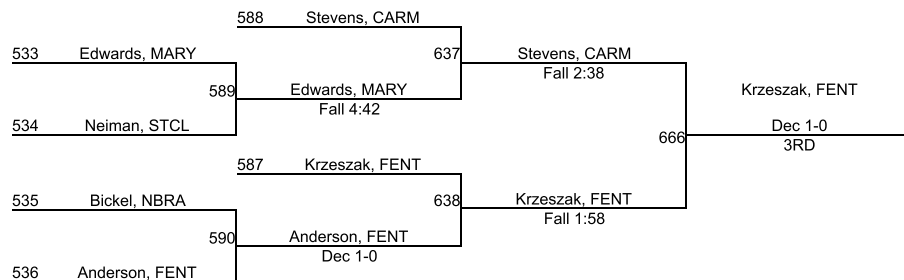 588 Stevens, CARM
533 Edwards, MARY
637 Stevens, CARM
Fall 2:38
589 Edwards, MARY
Fall 4:42
Krzeszak, FENT
534 Neiman, STCL
666 Dec 1-0
3RD
587 Krzeszak, FENT
535 Bickel, NBRA
638 Krzeszak, FENT
Fall 1:58
590 Anderson, FENT
Dec 1-0
536 Anderson, FENT